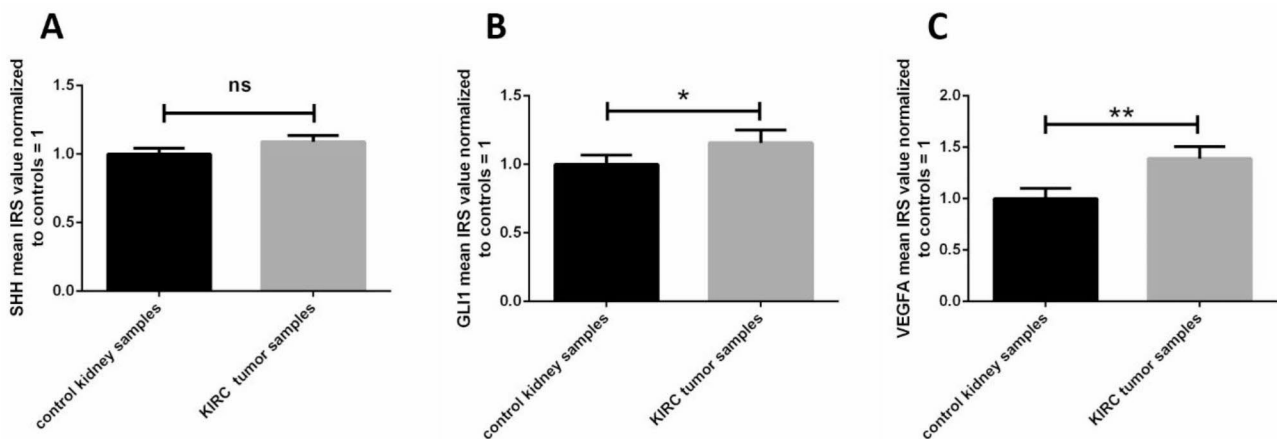 A
SHH mean IRS value normalized
to controls = 1
1.5
1.0
0.5
0.0
ns
control kidney samples
KIRC tumor samples
B
GLI1 mean IRS value normalized
to controls = 1
1.5
1.0
0.5
0.0
*
control kidney samples
KIRC tumor samples
C
VEGFA mean IRS value normalized
to controls = 1
2.0
1.5
1.0
0.5
0.0
**
control kidney samples
KIRC tumor samples